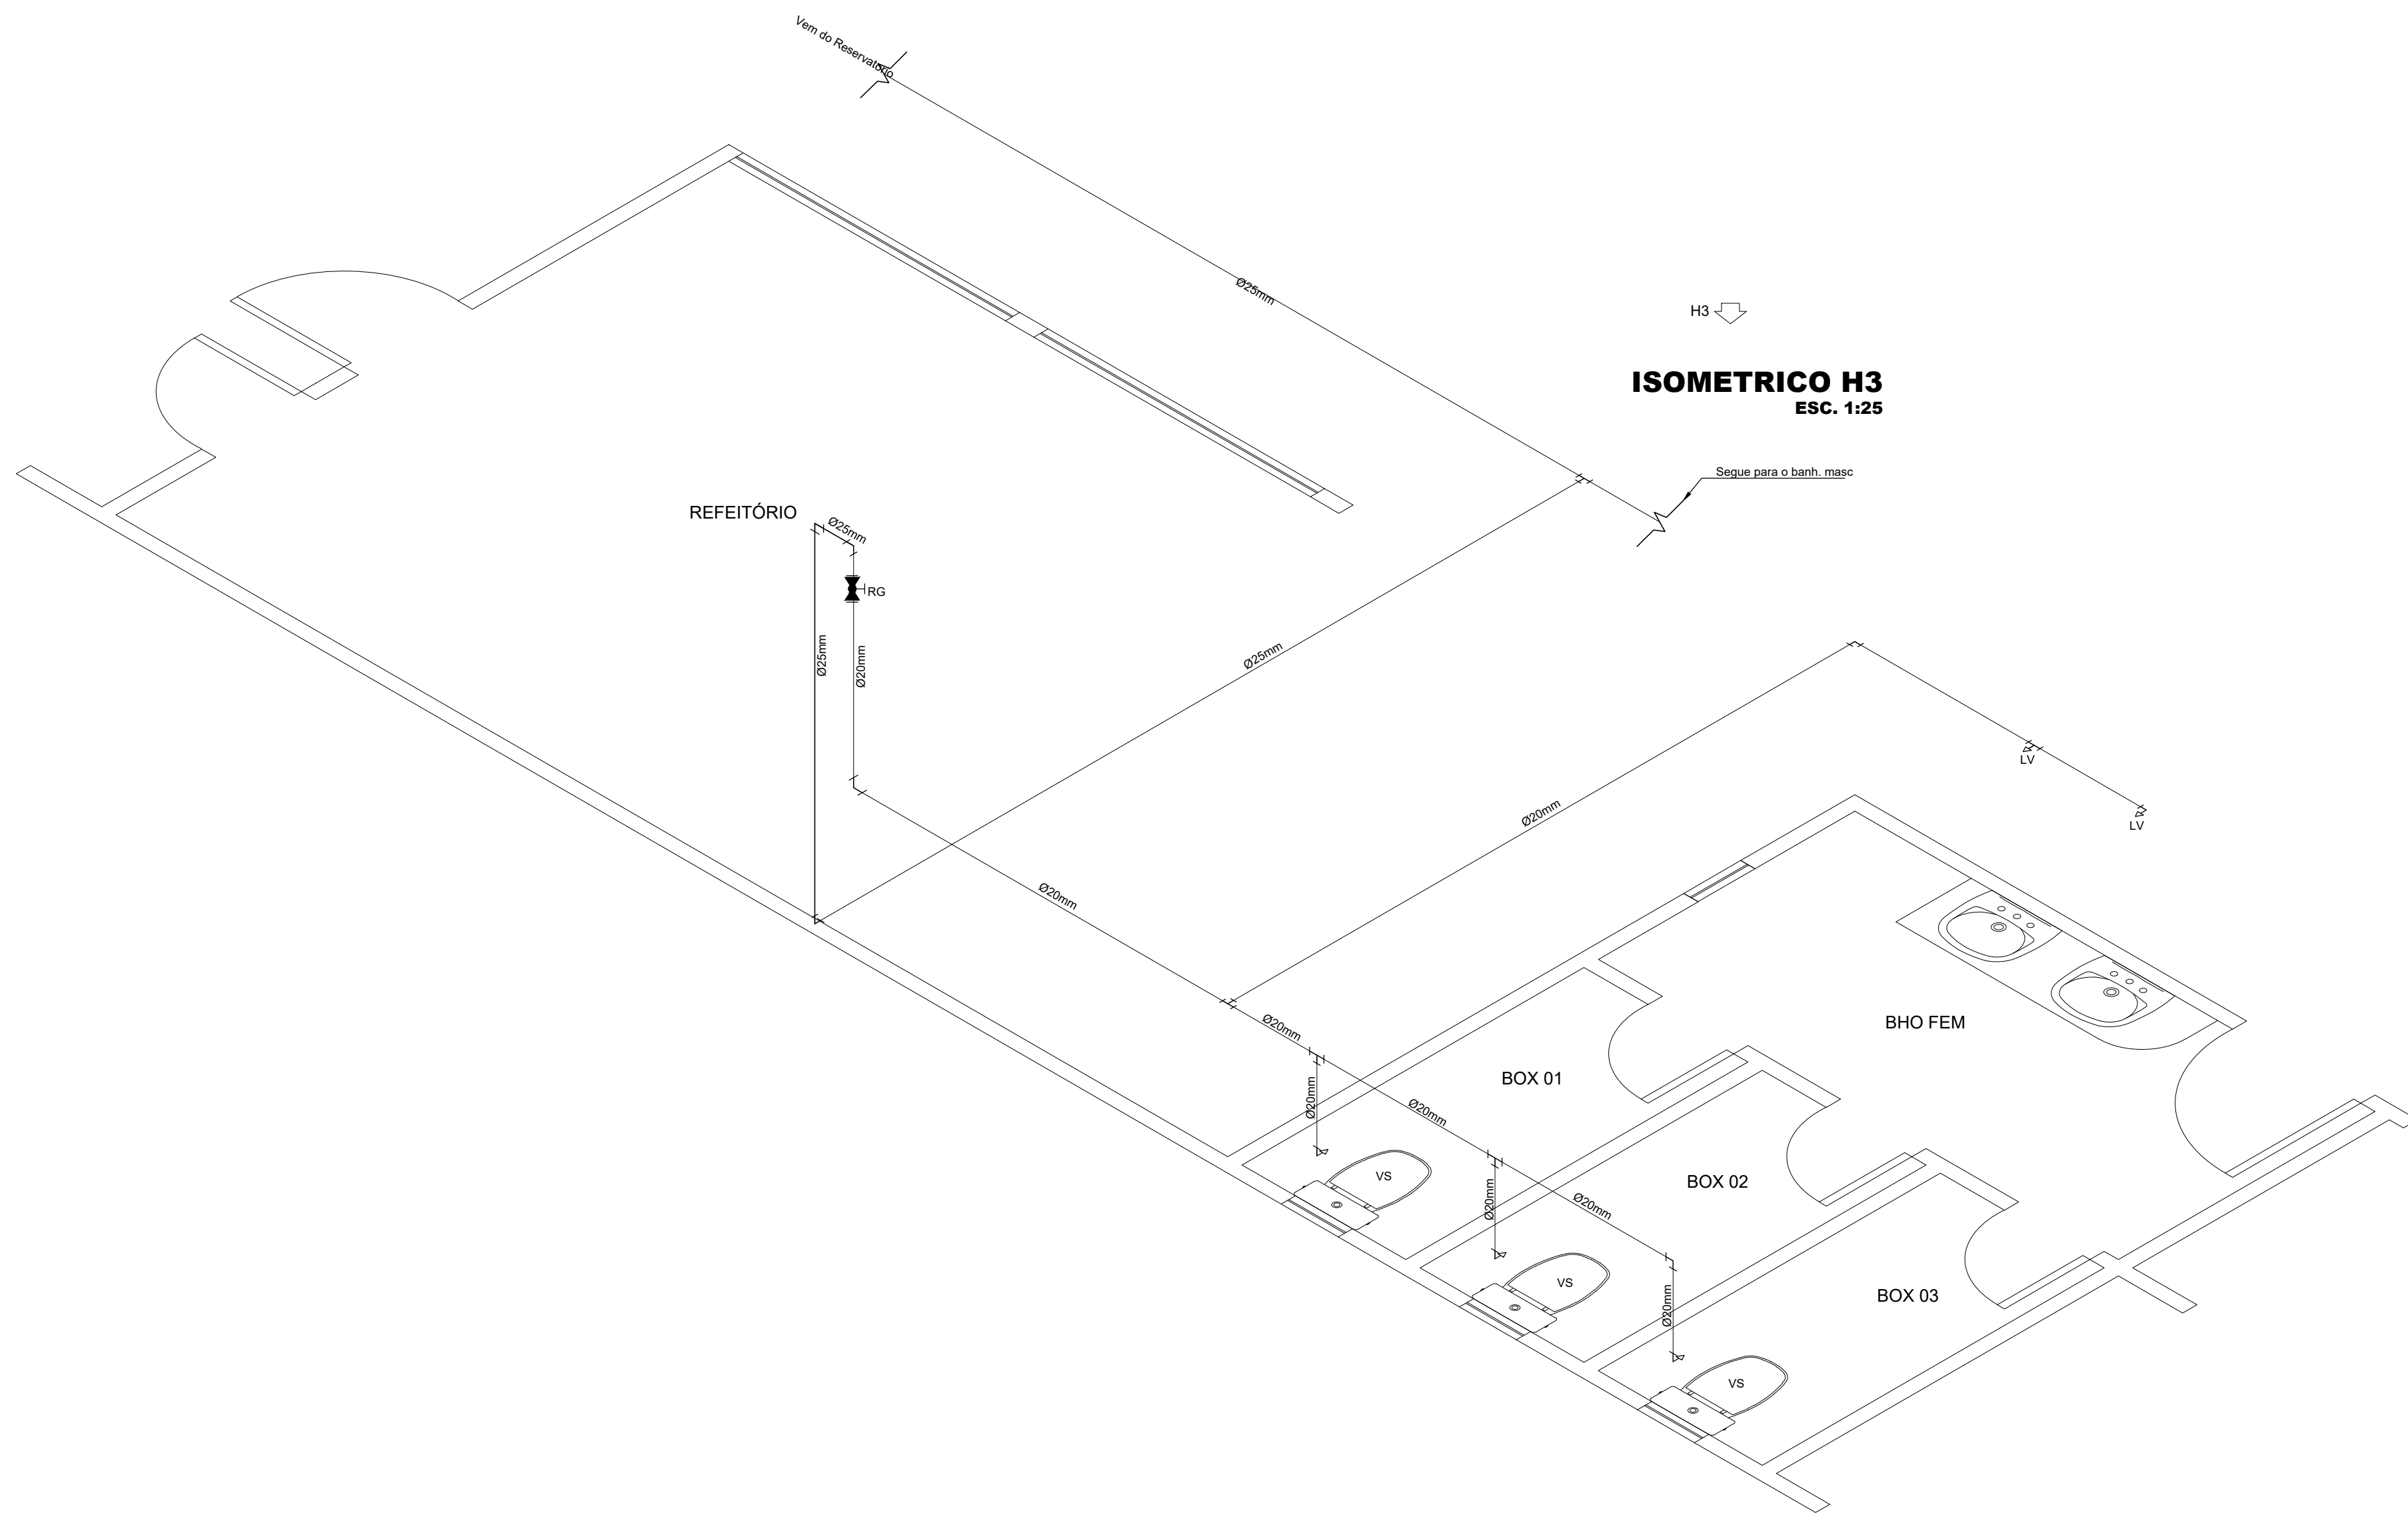 Vem do Reservatório
Ø25mm
H3
ISOMETRICO H3
ESC. 1:25
Segue para o banh. masc
REFEITÓRIO
Ø25mm
RG
Ø25mm
Ø20mm
Ø25mm
LV
LV
Ø20mm
Ø20mm
Ø20mm
BHO FEM
BOX 01
Ø20mm
Ø20mm
VS
BOX 02
Ø20mm
Ø20mm
VS
BOX 03
Ø20mm
VS